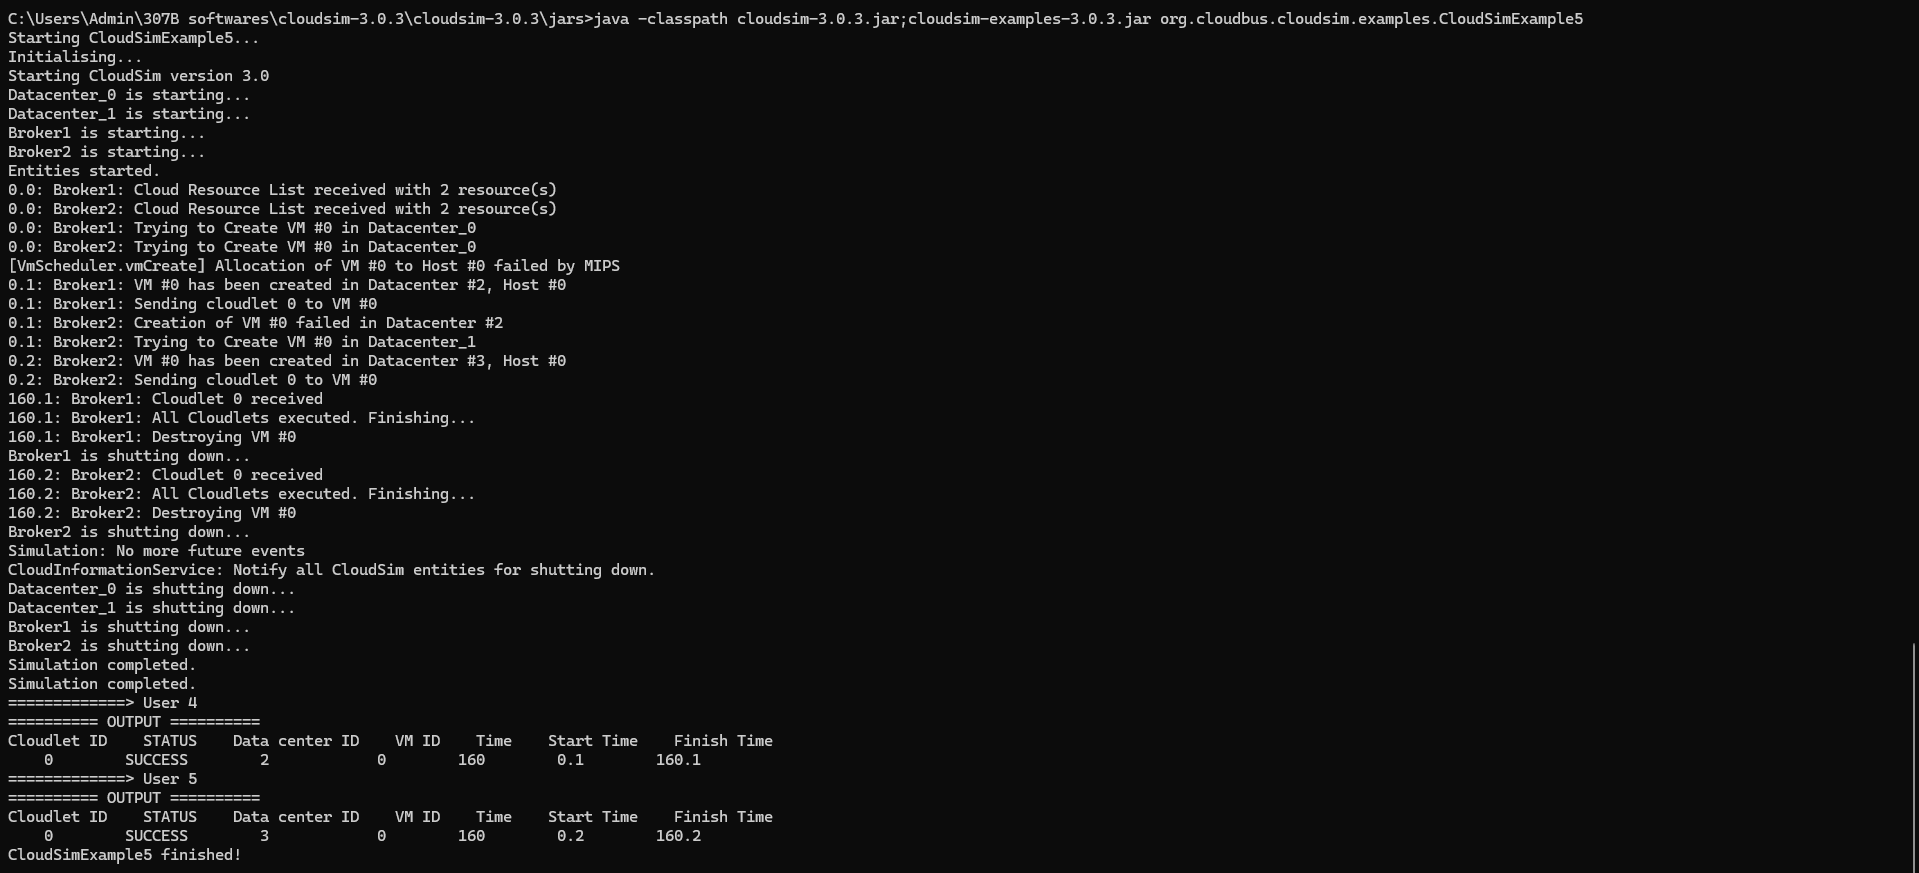 C:\Users\Admin\307B softwares\cloudsim-3.0.3\cloudsim-3.0.3\jars>java -classpath cloudsim-3.0.3.jar;cloudsim-examples-3.0.3.jar org.cloudbus.cloudsim.examples.CloudSimExample5
Starting CloudSimExample5...
Initialising...
Starting CloudSim version 3.0
Datacenter_0 is starting...
Datacenter_1 is starting...
Broker1 is starting...
Broker2 is starting...
Entities started.
0.0: Broker1: Cloud Resource List received with 2 resource(s)
0.0: Broker2: Cloud Resource List received with 2 resource(s)
0.0: Broker1: Trying to Create VM #0 in Datacenter_0
0.0: Broker2: Trying to Create VM #0 in Datacenter_0
[VmScheduler.vmCreate] Allocation of VM #0 to Host #0 failed by MIPS
0.1: Broker1: VM #0 has been created in Datacenter #2, Host #0
0.1: Broker1: Sending cloudlet 0 to VM #0
0.1: Broker2: Creation of VM #0 failed in Datacenter #2
0.1: Broker2: Trying to Create VM #0 in Datacenter_1
0.2: Broker2: VM #0 has been created in Datacenter #3, Host #0
0.2: Broker2: Sending cloudlet 0 to VM #0
160.1: Broker1: Cloudlet 0 received
160.1: Broker1: All Cloudlets executed. Finishing...
160.1: Broker1: Destroying VM #0
Broker1 is shutting down...
160.2: Broker2: Cloudlet 0 received
160.2: Broker2: All Cloudlets executed. Finishing...
160.2: Broker2: Destroying VM #0
Broker2 is shutting down...
Simulation: No more future events
CloudInformationService: Notify all CloudSim entities for shutting down.
Datacenter_0 is shutting down...
Datacenter_1 is shutting down...
Broker1 is shutting down...
Broker2 is shutting down...
Simulation completed.
Simulation completed.
=============> User 4
========== OUTPUT ==========
Cloudlet ID    STATUS    Data center ID    VM ID    Time    Start Time    Finish Time
    0        SUCCESS        2            0        160        0.1        160.1
=============> User 5
========== OUTPUT ==========
Cloudlet ID    STATUS    Data center ID    VM ID    Time    Start Time    Finish Time
    0        SUCCESS        3            0        160        0.2        160.2
CloudSimExample5 finished!